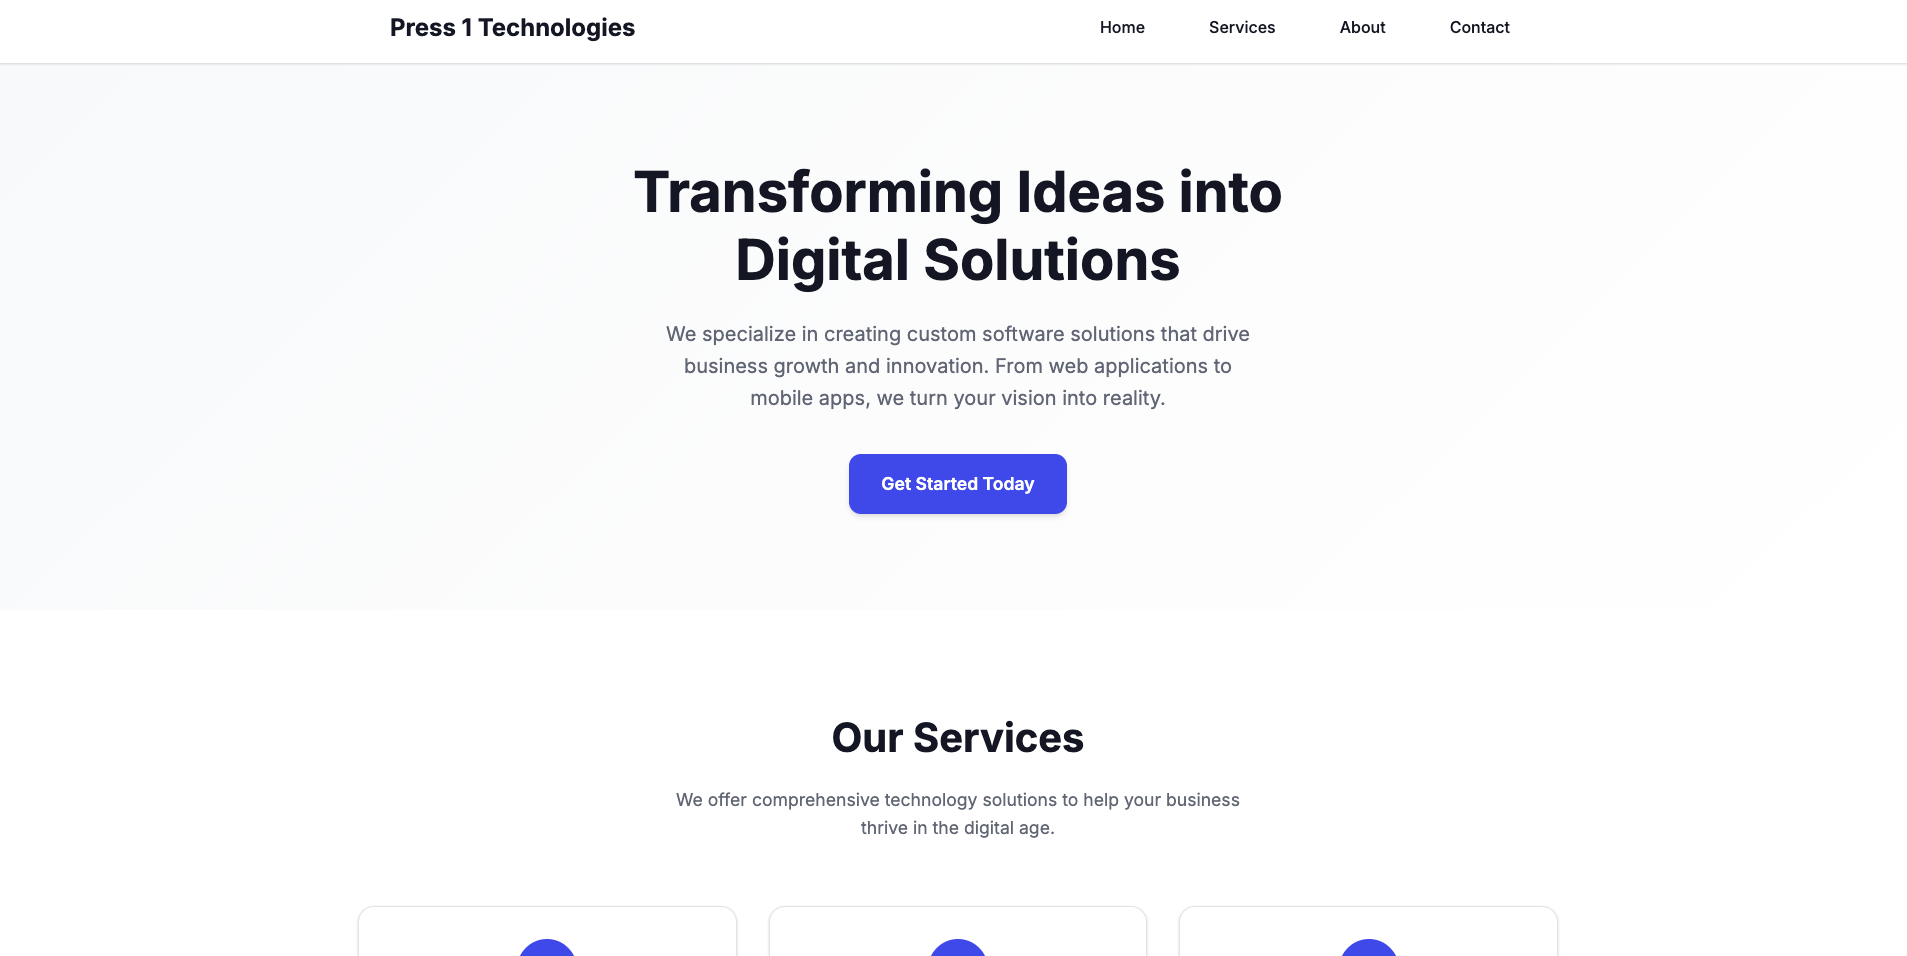 Press 1 Technologies
Home Services About Contact
Transforming Ideas into
Digital Solutions
We specialize in creating custom software solutions that drive
business growth and innovation. From web applications to
mobile apps, we turn your vision into reality.
Get Started Today
Our Services
We offer comprehensive technology solutions to help your business
thrive in the digital age.